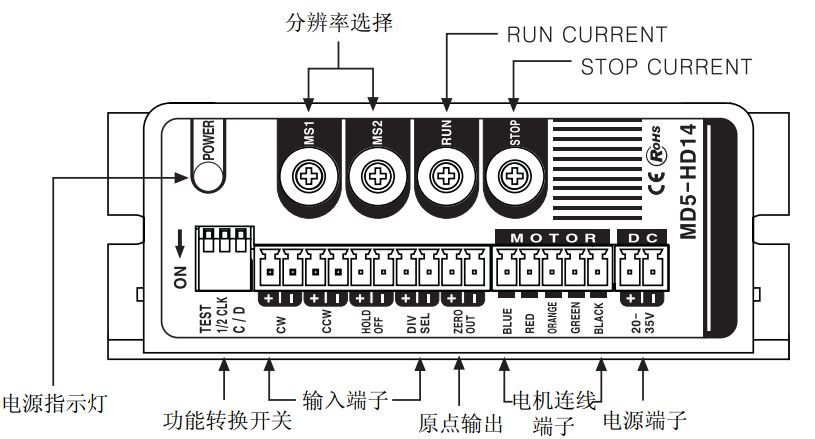 分辨率选择
RUN CURRENT
STOP CURRENT
POWER
MS1
MS2
RUN
STOP
CE
RoHS
MD5-HD14
ON
MOTOR
DC
TEST
1/2 CLK
C / D
+ − + − + − + − + −
CW
CCW
HOLD
OFF
DIV
SEL
ZERO
OUT
BLUE
RED
ORANGE
GREEN
BLACK
+ −
20-
35V
电源指示灯
功能转换开关
输入端子
原点输出
电机连线
端子
电源端子